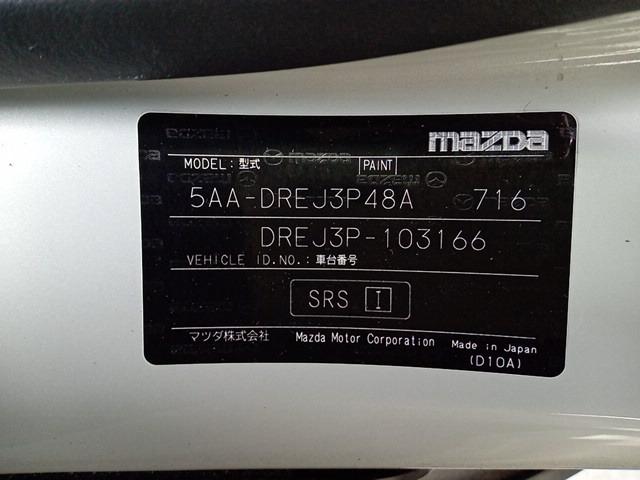 mazda
MODEL: 型式 PAINT
5AA-DREJ3P48A 716
DREJ3P-103166
VEHICLE ID.NO.: 車台番号
SRS I
マツダ株式会社 Mazda Motor Corporation Made in Japan
(D10A)